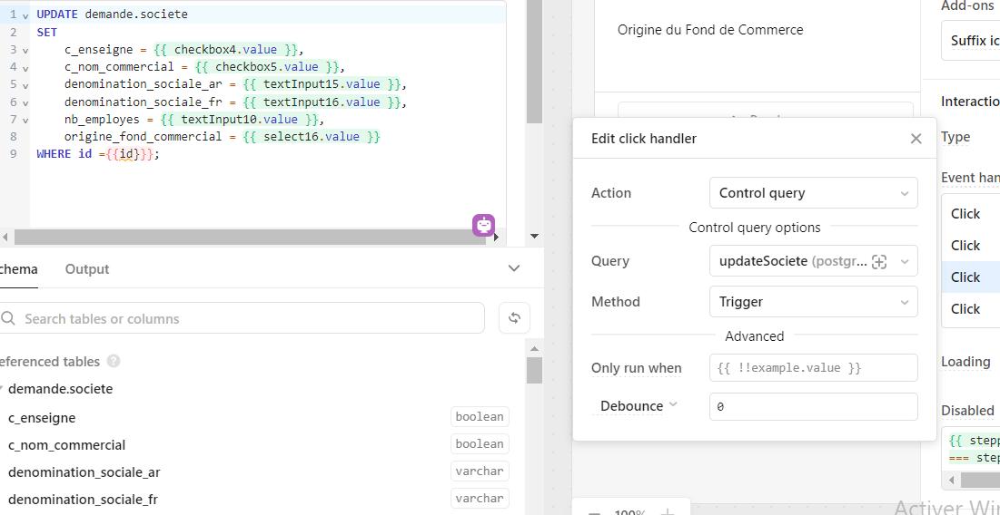 1 UPDATE demande.societe
2 SET
3 c_enseigne = {{ checkbox4.value }},
4 c_nom_commercial = {{ checkbox5.value }},
5 denomination_sociale_ar = {{ textInput15.value }},
6 denomination_sociale_fr = {{ textInput16.value }},
7 nb_employes = {{ textInput10.value }},
8 origine_fond_commercial = {{ select16.value }}
9 WHERE id ={{id}}};
chema Output
Search tables or columns
eferenced tables ?
demande.societe
c_enseigne boolean
c_nom_commercial boolean
denomination_sociale_ar varchar
denomination_sociale_fr varchar
Origine du Fond de Commerce
Edit click handler
Action Control query
Control query options
Query updateSociete (postgr...
Method Trigger
Advanced
Only run when {{ !!example.value }}
Debounce 0
100%
Add-ons
Suffix ic
Interactio
Type
Event han
Click
Click
Click
Click
Loading
Disabled
{{ stepp
=== step
Activer Win